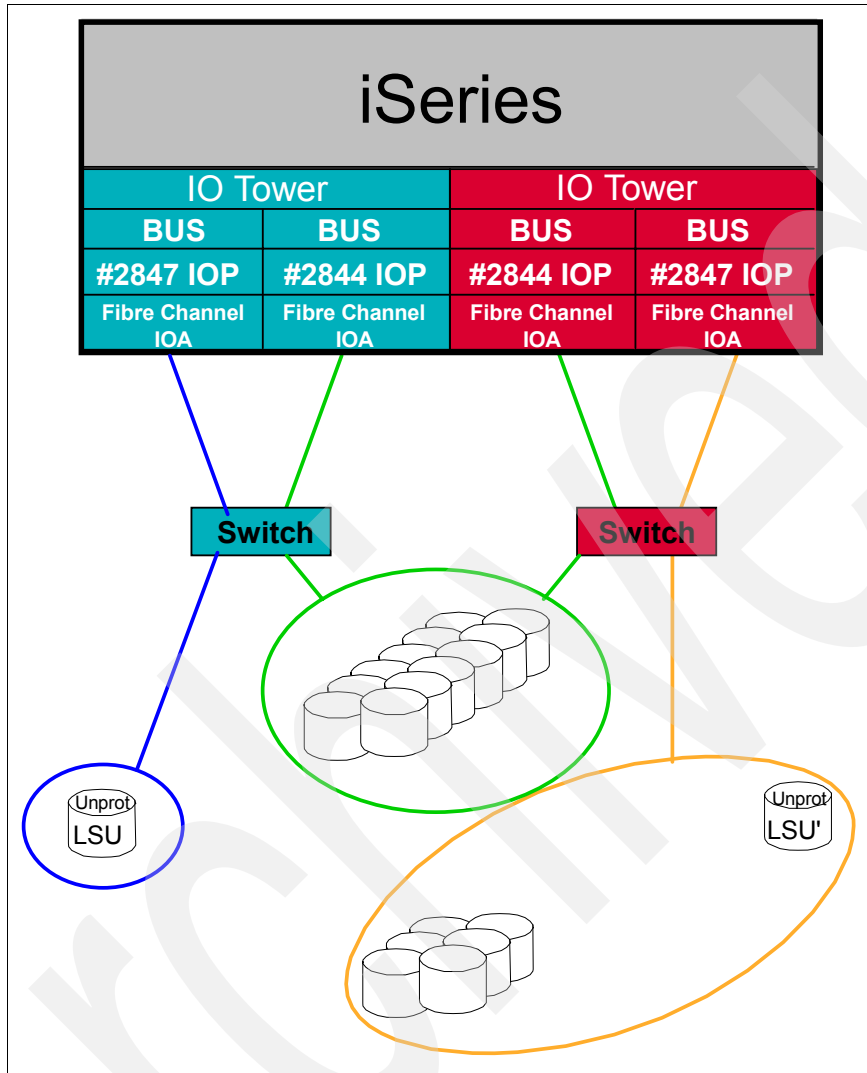 iSeries
IO Tower IO Tower
BUS BUS BUS BUS
#2847 IOP #2844 IOP #2844 IOP #2847 IOP
Fibre Channel Fibre Channel Fibre Channel Fibre Channel
IOA IOA IOA IOA
Switch Switch
Unprot Unprot
LSU LSU'
Archived